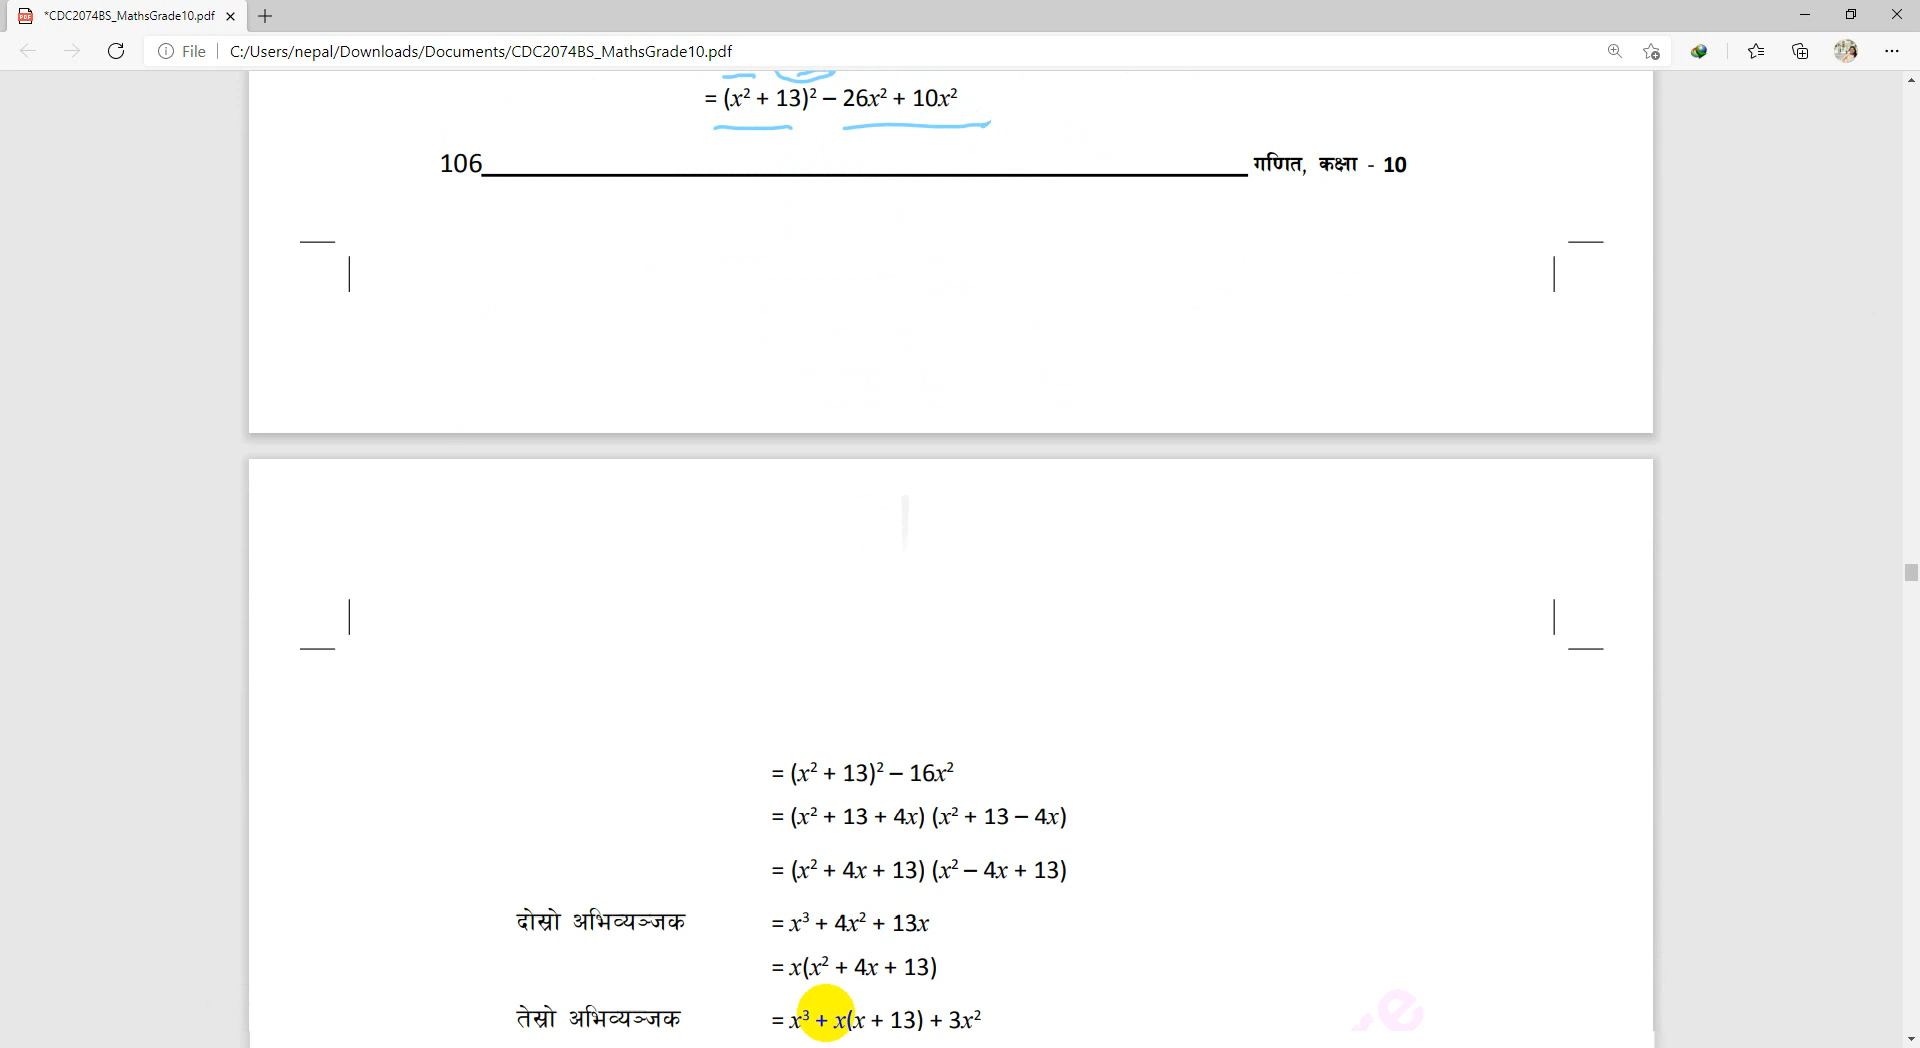 *CDC2074BS_MathsGrade10.pdf
File | C:/Users/nepal/Downloads/Documents/CDC2074BS_MathsGrade10.pdf
= (x² + 13)² – 26x² + 10x²
106 गणित, कक्षा - 10
= (x² + 13)² – 16x²
= (x² + 13 + 4x) (x² + 13 – 4x)
= (x² + 4x + 13) (x² – 4x + 13)
दोस्रो अभिव्यञ्जक = x³ + 4x² + 13x
= x(x² + 4x + 13)
तेस्रो अभिव्यञ्जक = x³ + x(x + 13) + 3x²